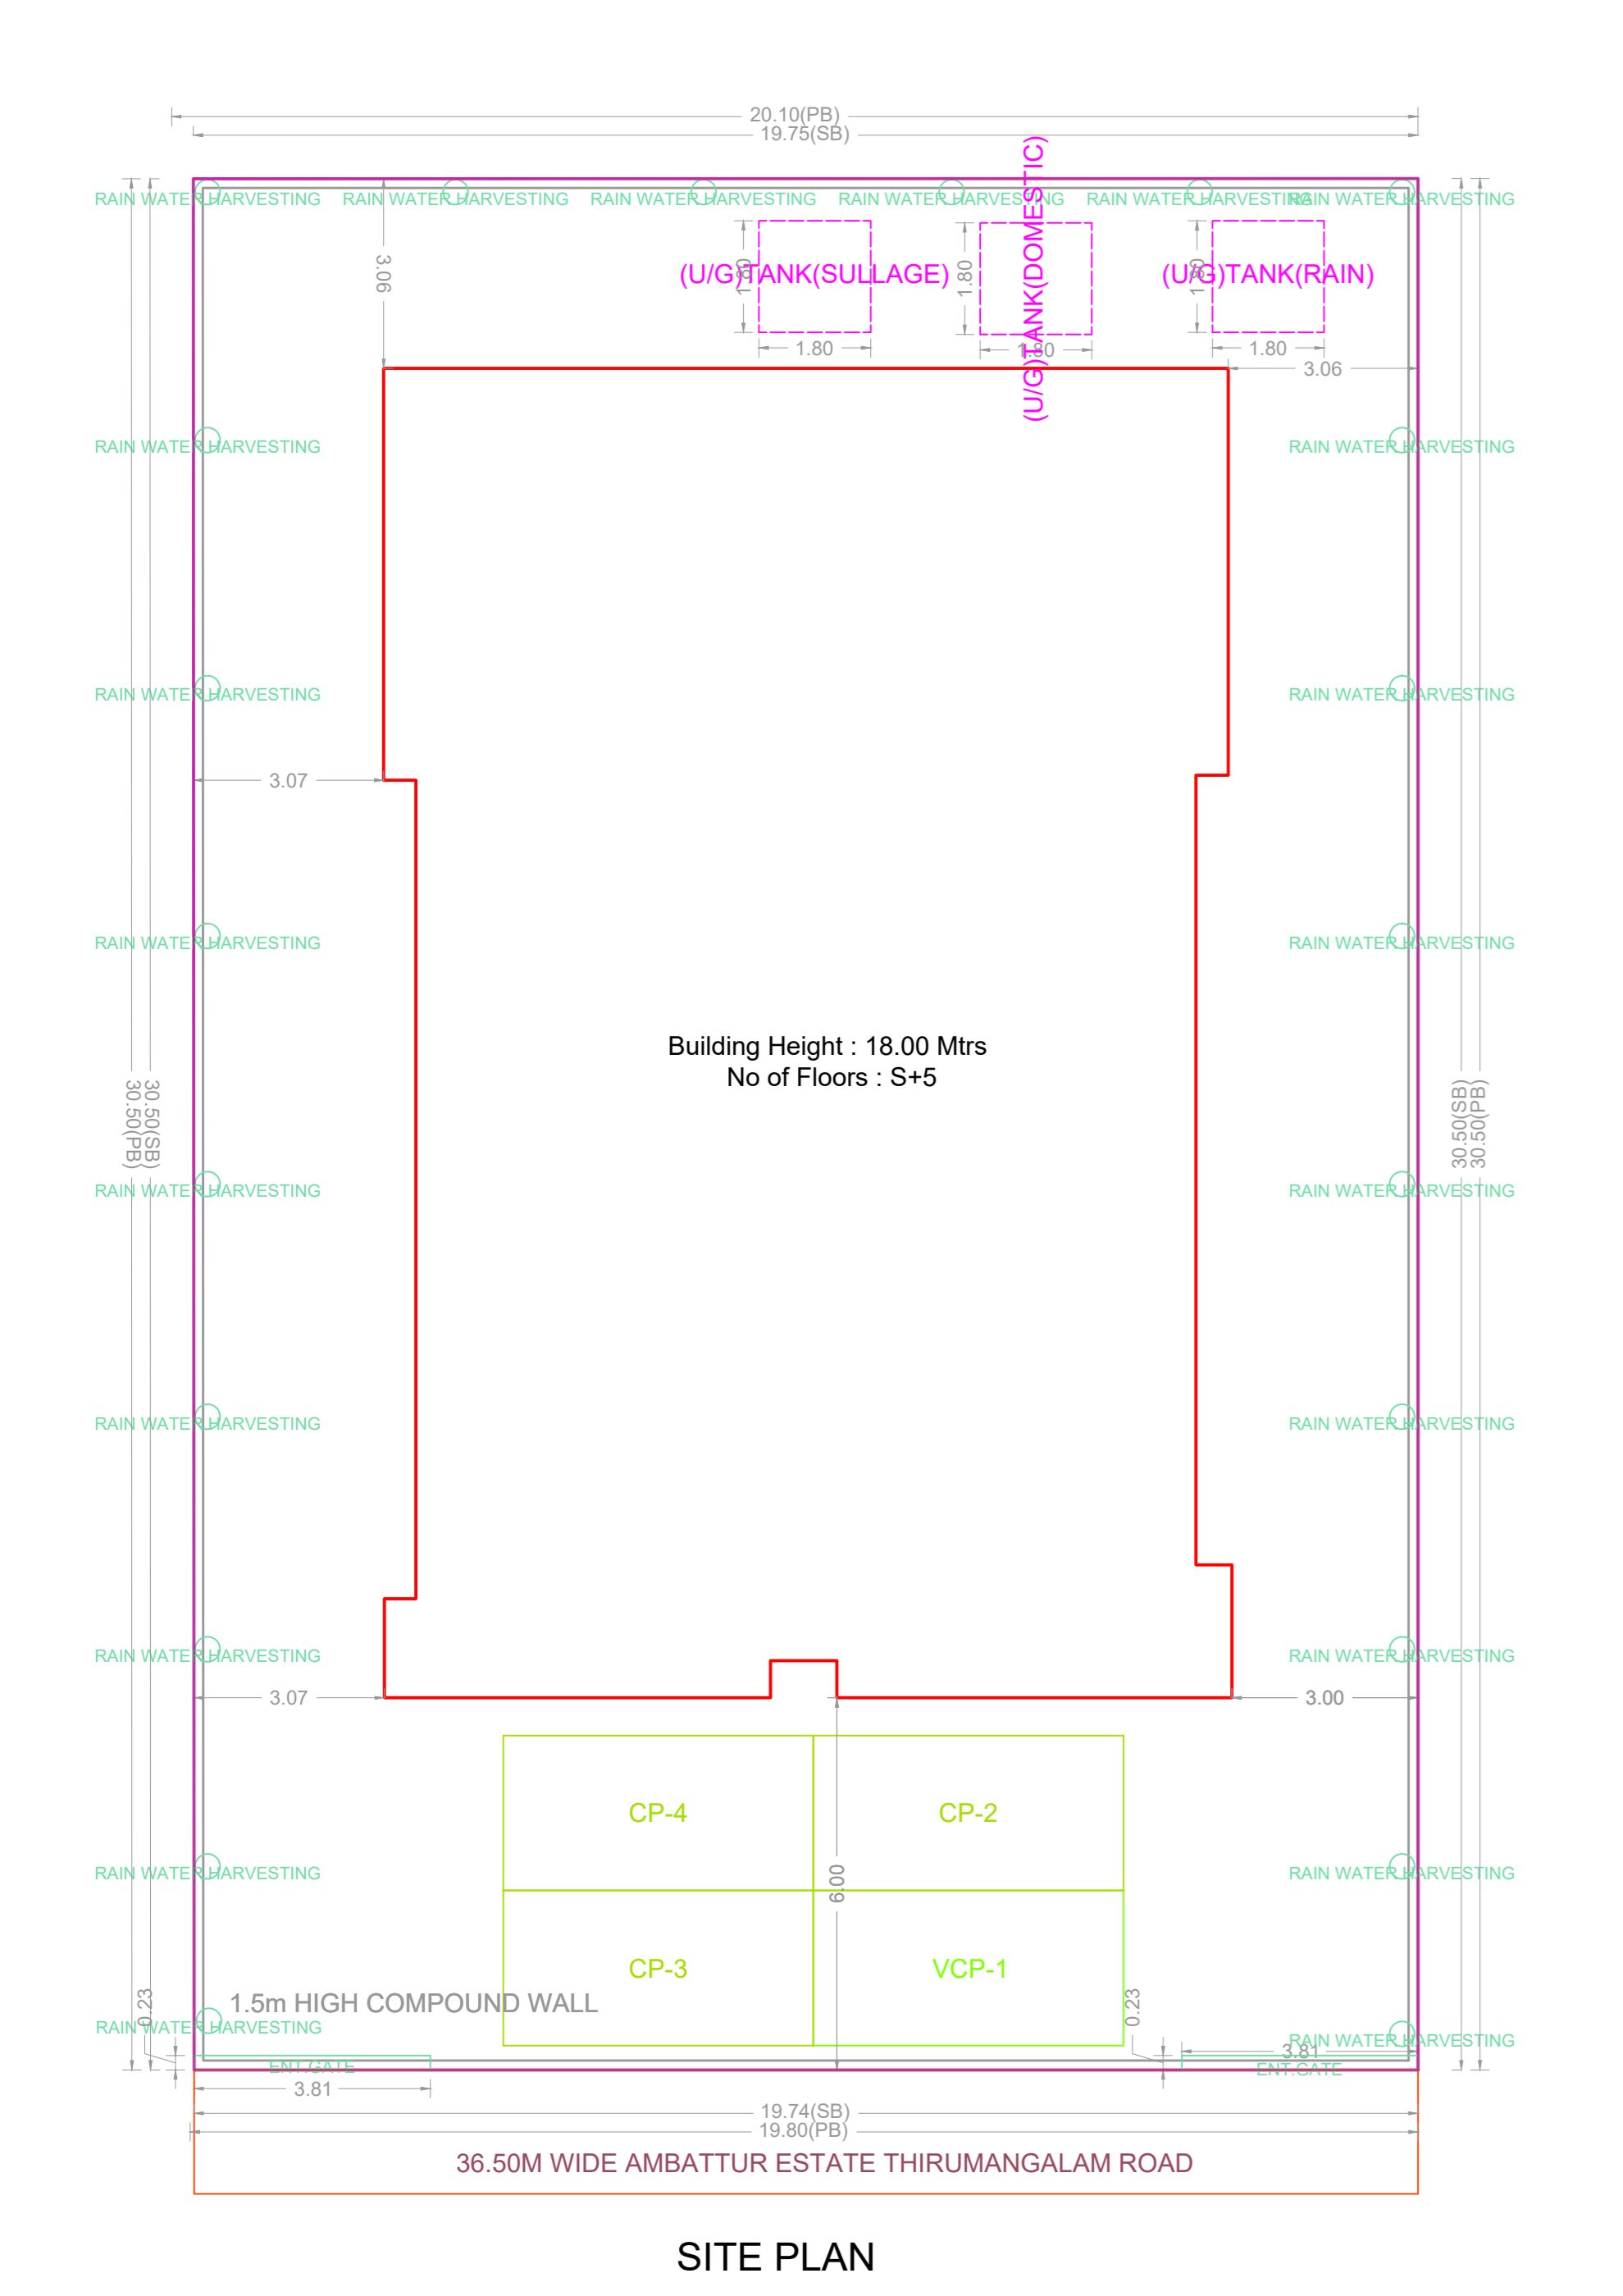 20.10(PB)
19.75(SB)
RAIN WATER HARVESTING
RAIN WATER HARVESTING
RAIN WATER HARVESTING
RAIN WATER HARVESTING
RAIN WATER HARVESTING
RAIN WATER HARVESTING
3.06
1.80
(U/G)TANK(SULLAGE)
1.80
1.80
(U/G)TANK(DOMESTIC)
1.80
1.80
(U/G)TANK(RAIN)
1.80
3.06
RAIN WATER HARVESTING
RAIN WATER HARVESTING
RAIN WATER HARVESTING
RAIN WATER HARVESTING
3.07
RAIN WATER HARVESTING
RAIN WATER HARVESTING
Building Height : 18.00 Mtrs
No of Floors : S+5
30.50(PB)
30.50(SB)
30.50(SB)
30.50(PB)
RAIN WATER HARVESTING
RAIN WATER HARVESTING
RAIN WATER HARVESTING
RAIN WATER HARVESTING
RAIN WATER HARVESTING
RAIN WATER HARVESTING
3.07
3.00
CP-4
CP-2
RAIN WATER HARVESTING
6.00
RAIN WATER HARVESTING
CP-3
VCP-1
0.23
1.5m HIGH COMPOUND WALL
0.23
RAIN WATER HARVESTING
RAIN WATER HARVESTING
3.81
ENT.GATE
ENT.GATE
3.81
19.74(SB)
19.80(PB)
36.50M WIDE AMBATTUR ESTATE THIRUMANGALAM ROAD
SITE PLAN